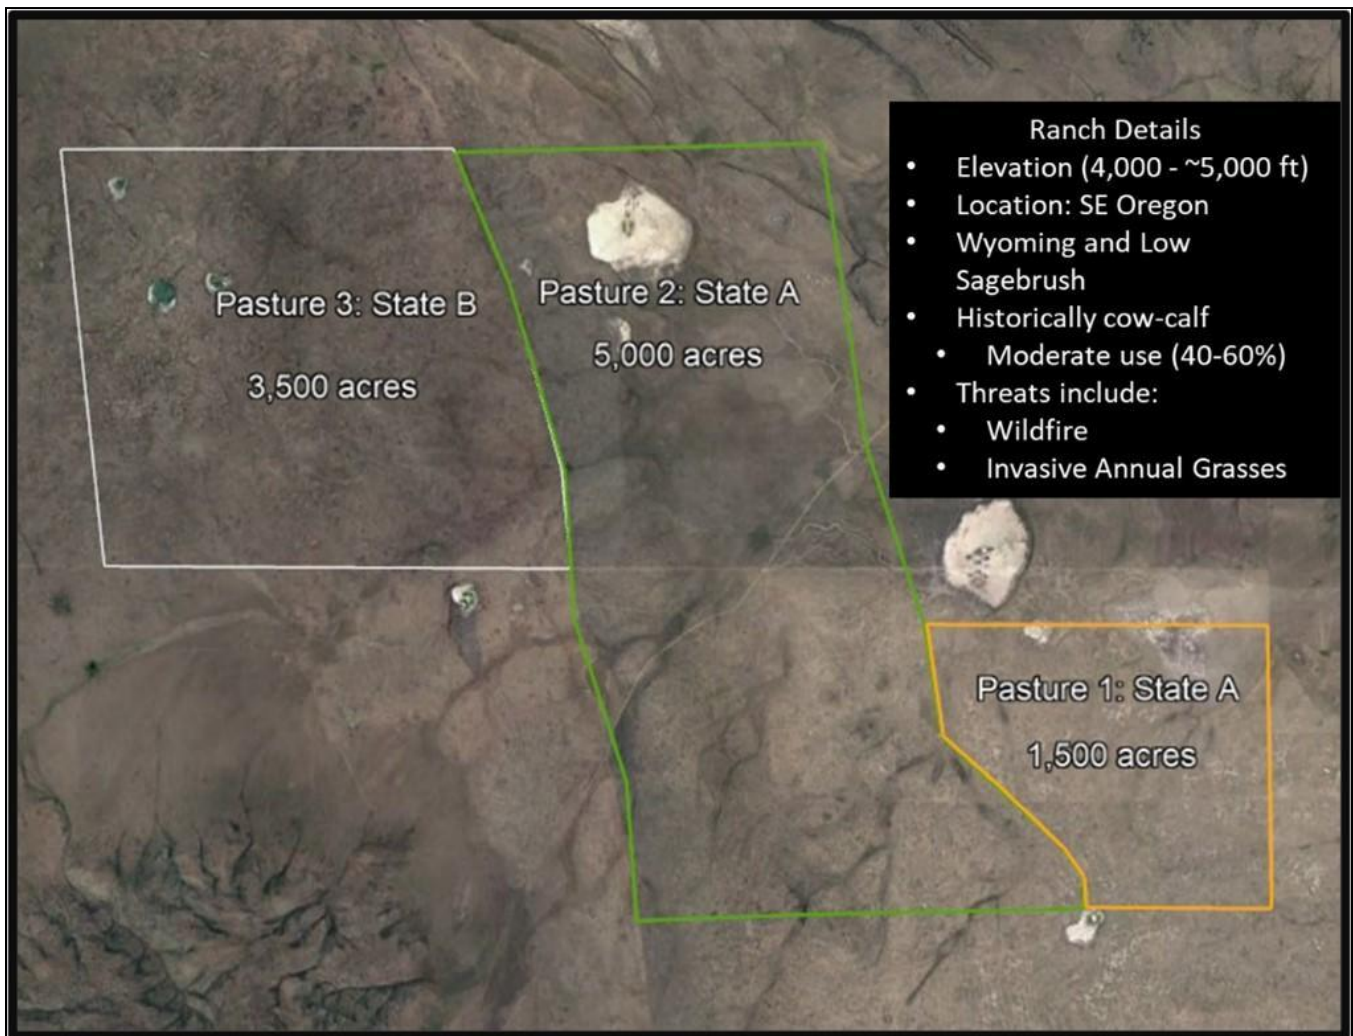 Ranch Details
• Elevation (4,000 - ~5,000 ft)
• Location: SE Oregon
• Wyoming and Low
Sagebrush
• Historically cow-calf
• Moderate use (40-60%)
• Threats include:
• Wildfire
• Invasive Annual Grasses
Pasture 3: State B
3,500 acres
Pasture 2: State A
5,000 acres
Pasture 1: State A
1,500 acres